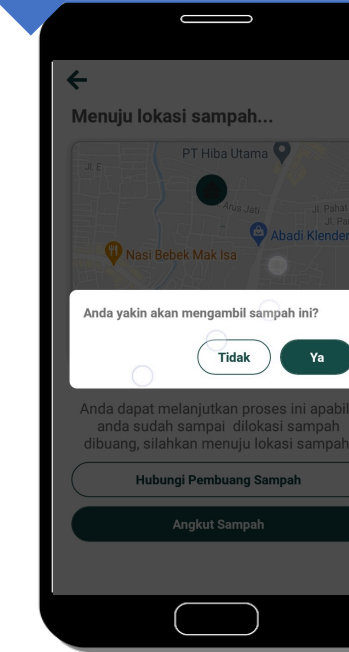 Menuju lokasi sampah...
PT Hiba Utama
Jl. E
Arus Jati
Jl. Pahat
Abadi Klender
Nasi Bebek Mak Isa
Anda yakin akan mengambil sampah ini?
Tidak
Ya
Anda dapat melanjutkan proses ini apabil
anda sudah sampai dilokasi sampah
dibuang, silahkan menuju lokasi sampah
Hubungi Pembuang Sampah
Angkut Sampah